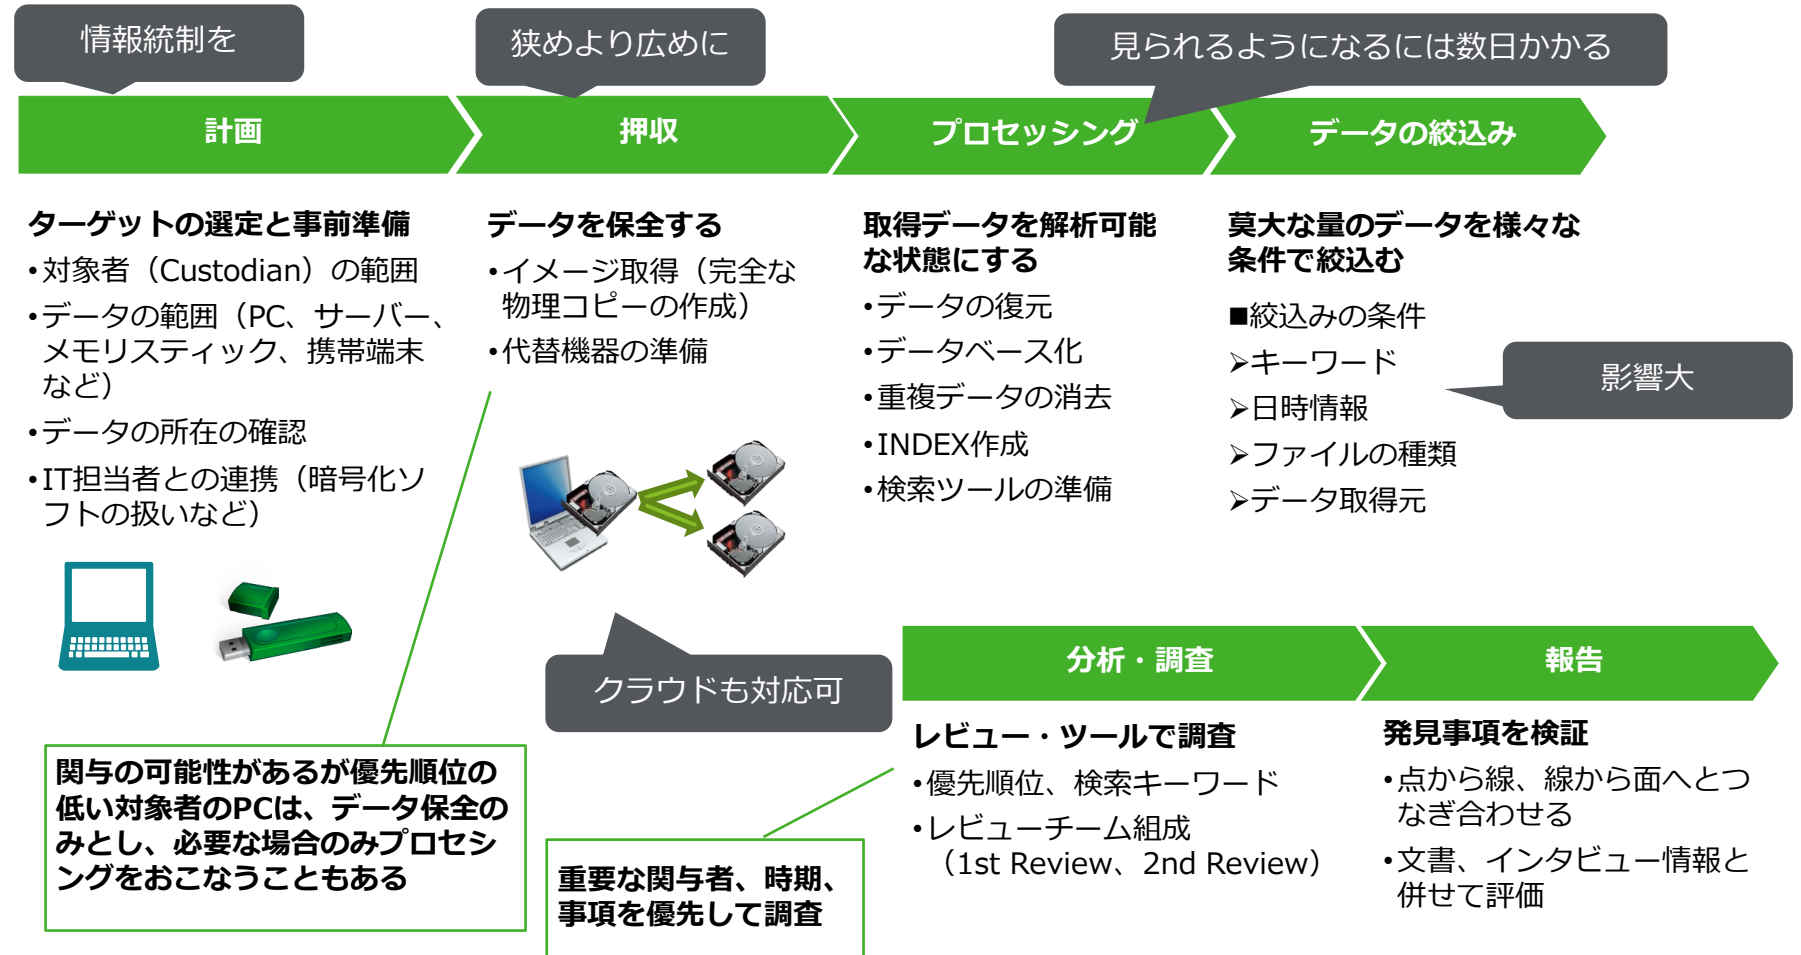 情報統制を
狭めより広めに
見られるようになるには数日かかる
計画
押収
プロセッシング
データの絞込み
ターゲットの選定と事前準備
•対象者（Custodian）の範囲
•データの範囲（PC、サーバー、
メモリスティック、携帯端末
など）
•データの所在の確認
•IT担当者との連携（暗号化ソ
フトの扱いなど）
データを保全する
•イメージ取得（完全な
物理コピーの作成）
•代替機器の準備
取得データを解析可能
な状態にする
•データの復元
•データベース化
•重複データの消去
•INDEX作成
•検索ツールの準備
莫大な量のデータを様々な
条件で絞込む
■絞込みの条件
➢キーワード
➢日時情報
➢ファイルの種類
➢データ取得元
影響大
クラウドも対応可
関与の可能性があるが優先順位の
低い対象者のPCは、データ保全の
みとし、必要な場合のみプロセシ
ングをおこなうこともある
重要な関与者、時期、
事項を優先して調査
分析・調査
報告
レビュー・ツールで調査
•優先順位、検索キーワード
•レビューチーム組成
（1st Review、2nd Review）
発見事項を検証
•点から線、線から面へとつ
なぎ合わせる
•文書、インタビュー情報と
併せて評価